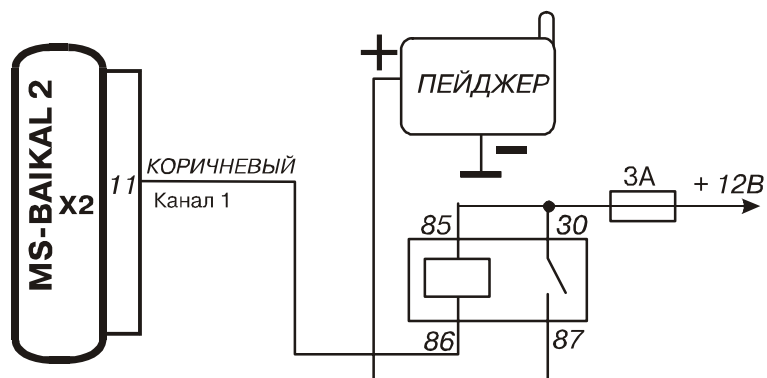 MS-BAIKAL 2
X2
11
КОРИЧНЕВЫЙ
Канал 1
+
ПЕЙДЖЕР
−
3А
+ 12В
85
30
86
87